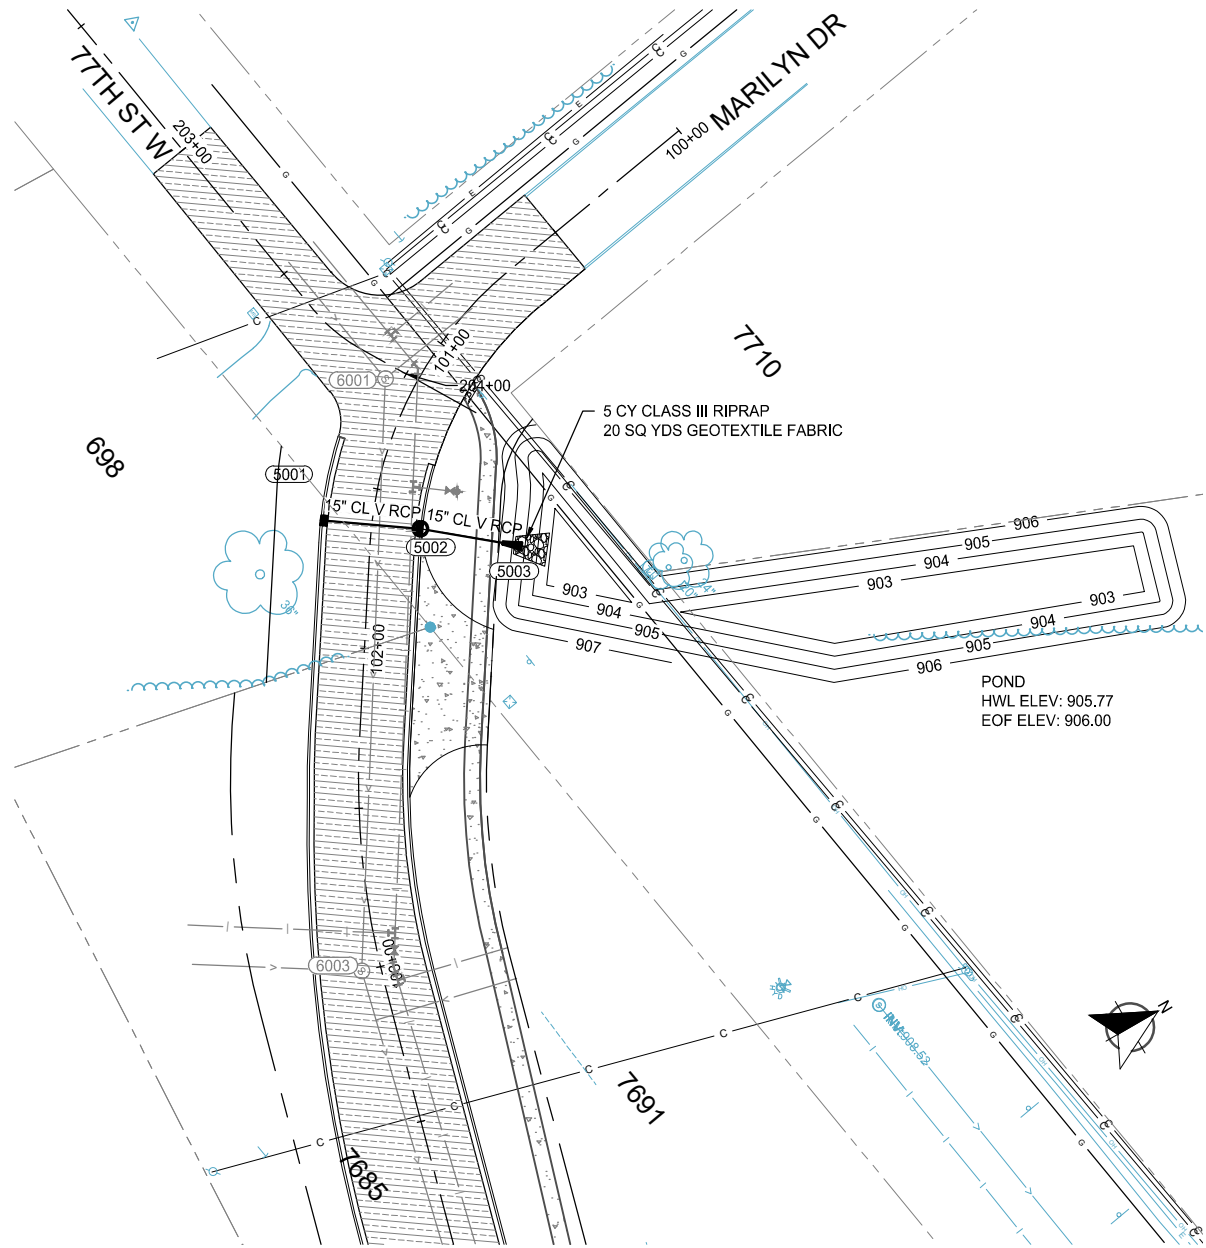 77TH ST W
203+00
MARILYN DR
100+00
7710
101+00
6001
204+00
5 CY CLASS III RIPRAP
20 SQ YDS GEOTEXTILE FABRIC
698
5001
15" CL V RCP
15" CL V RCP
5002
5003
906
905
904
903
903
904
905
907
903
904
905
906
36"
102+00
POND
HWL ELEV: 905.77
EOF ELEV: 906.00
6003
N
7691
7685